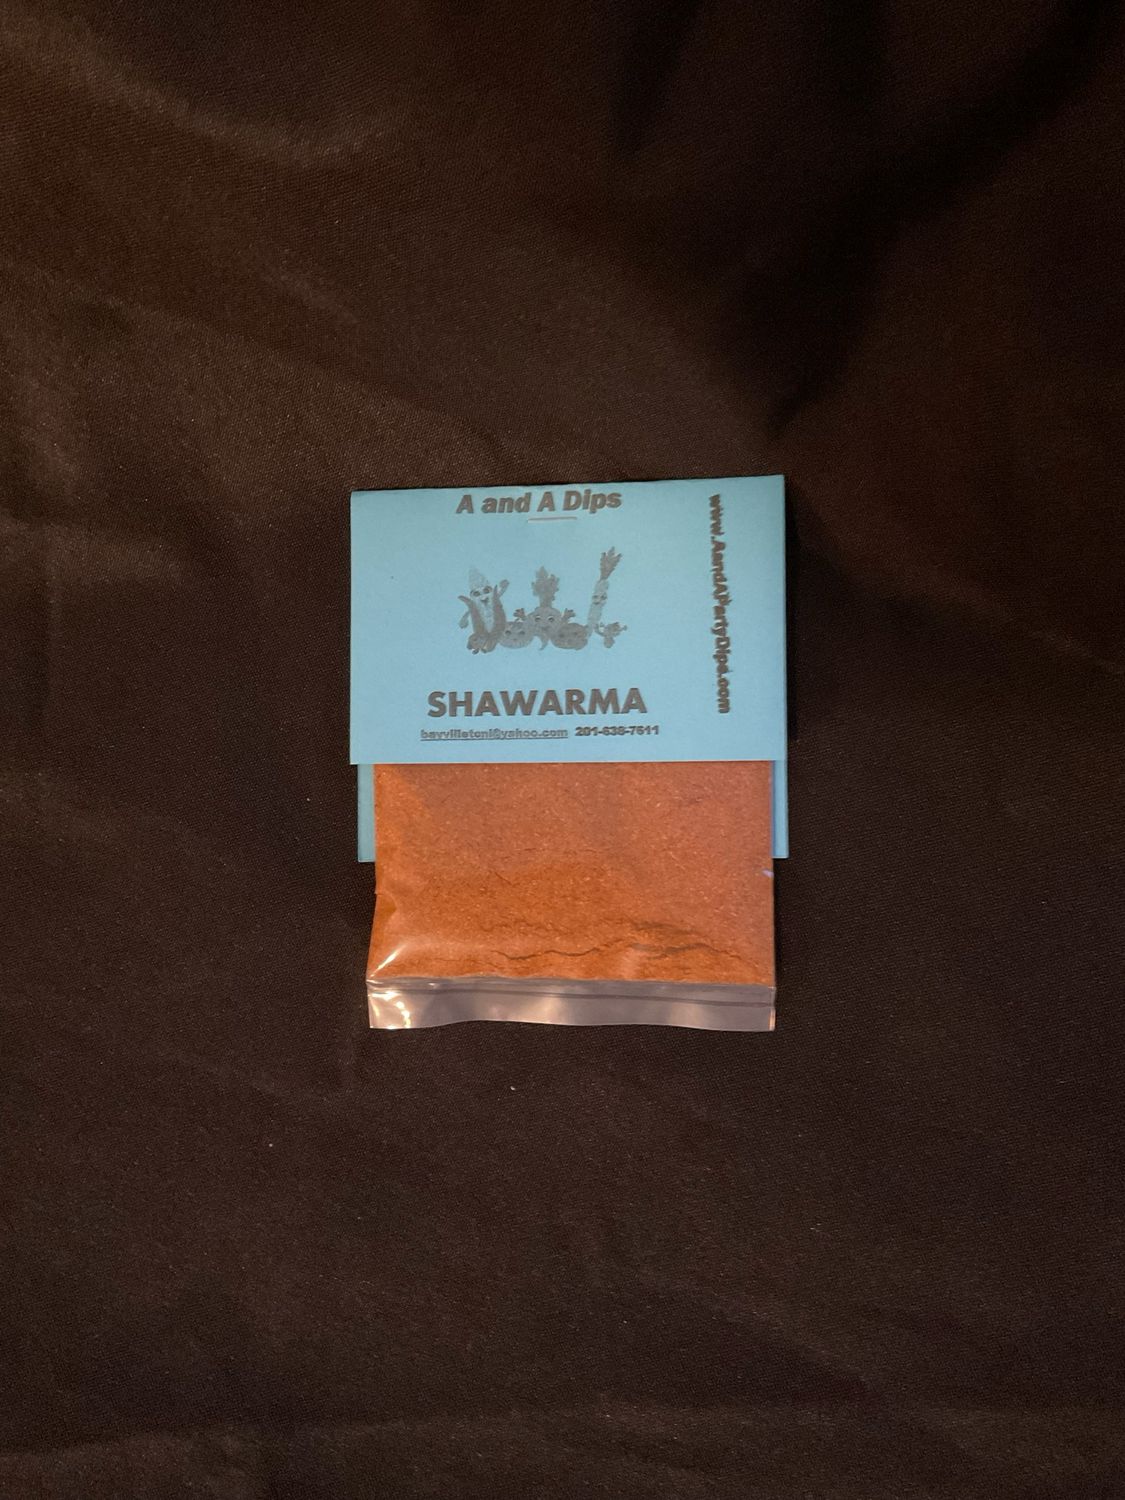 A and A Dips
www.AandAPartyDips.com
SHAWARMA
bayvilletoni@yahoo.com 201-638-7611